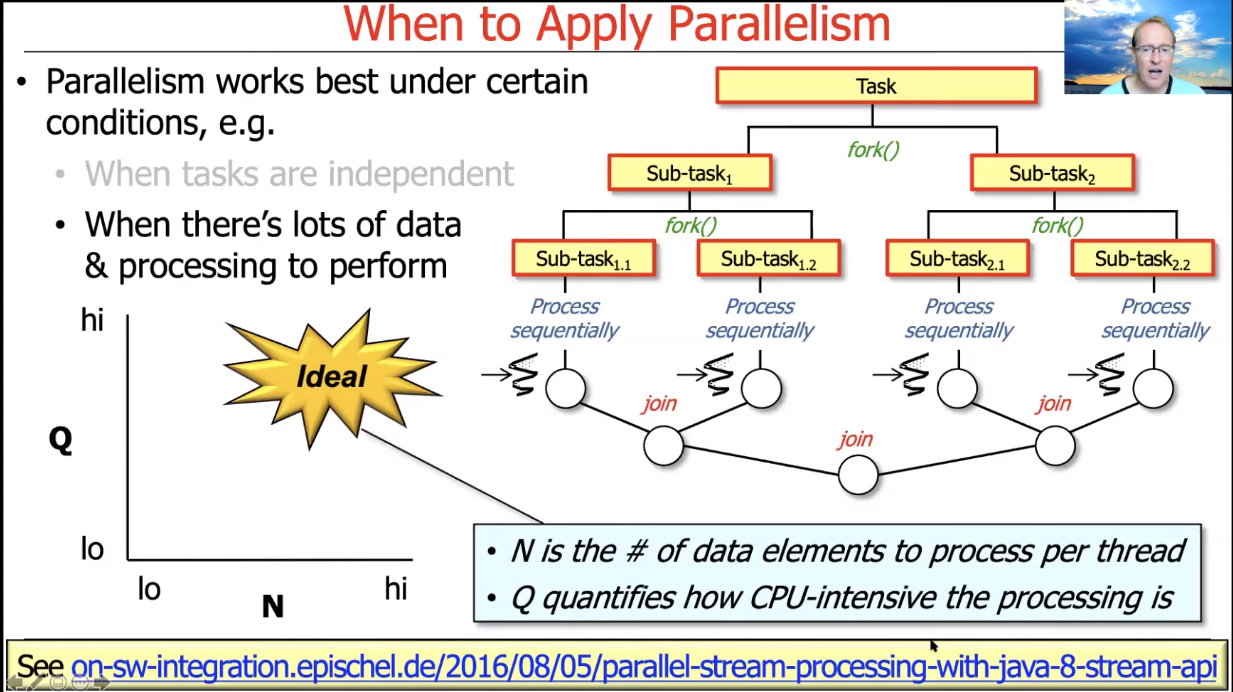 When to Apply Parallelism
• Parallelism works best under certain
conditions, e.g.
• When tasks are independent
• When there's lots of data
& processing to perform
Task
fork()
Sub-task₁
Sub-task₂
fork()
fork()
Sub-task₁.₁
Sub-task₁.₂
Sub-task₂.₁
Sub-task₂.₂
Process
sequentially
Process
sequentially
Process
sequentially
Process
sequentially
join
join
join
hi
Ideal
Q
lo
lo
N
hi
• N is the # of data elements to process per thread
• Q quantifies how CPU-intensive the processing is
See on-sw-integration.epischel.de/2016/08/05/parallel-stream-processing-with-java-8-stream-api